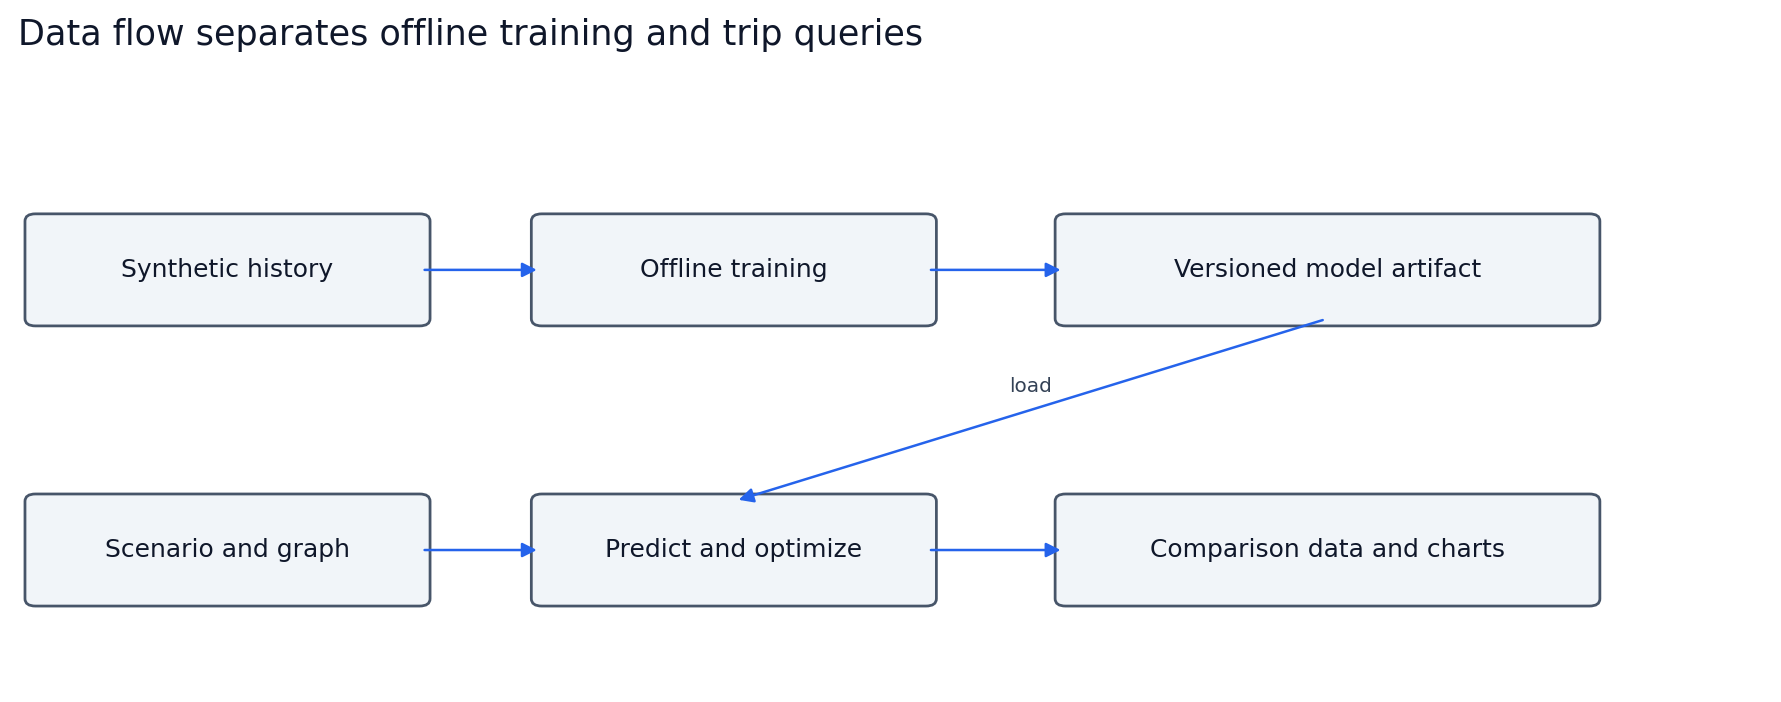 Data flow separates offline training and trip queries
Synthetic history
Offline training
Versioned model artifact
load
Scenario and graph
Predict and optimize
Comparison data and charts